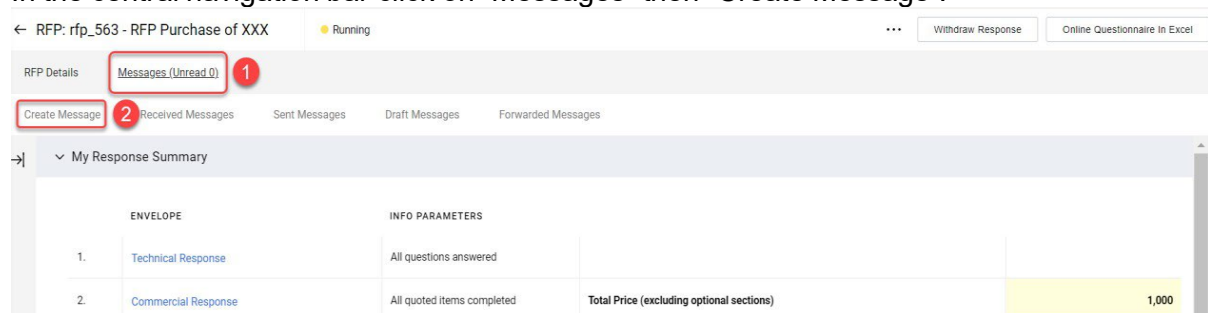 In the central navigation bar click on "Messages" then "Create Message".
← RFP: rfp_563 - RFP Purchase of XXX Running ... Withdraw Response Online Questionnaire In Excel
RFP Details Messages (Unread 0) 1
Create Message 2 Received Messages Sent Messages Draft Messages Forwarded Messages
My Response Summary
ENVELOPE INFO PARAMETERS
1. Technical Response All questions answered
2. Commercial Response All quoted items completed Total Price (excluding optional sections) 1,000